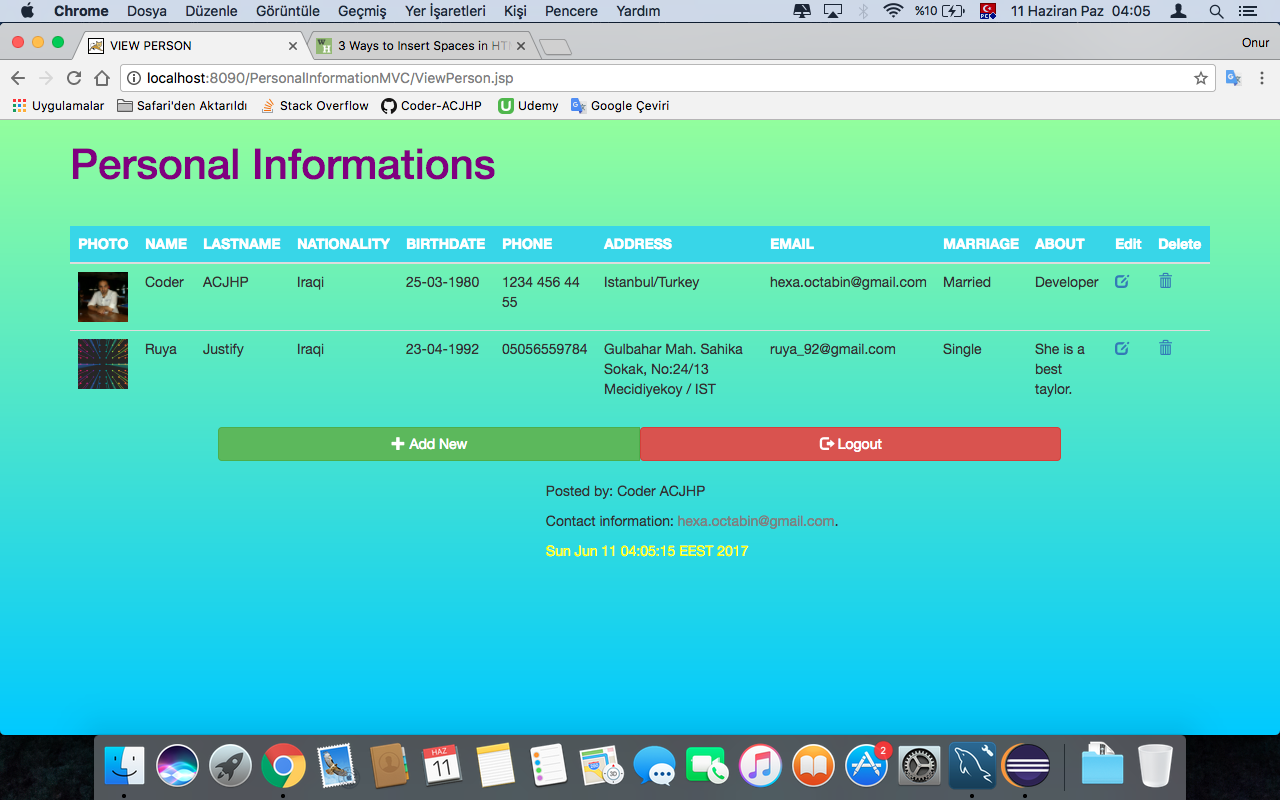 Chrome Dosya Düzenle Görüntüle Geçmiş Yer İşaretleri Kişi Pencere Yardım %10 11 Haziran Paz 04:05
VIEW PERSON 3 Ways to Insert Spaces in HT Onur
localhost:8090/PersonalInformationMVC/ViewPerson.jsp
Uygulamalar Safari'den Aktarıldı Stack Overflow Coder-ACJHP Udemy Google Çeviri
Personal Informations
PHOTO NAME LASTNAME NATIONALITY BIRTHDATE PHONE ADDRESS EMAIL MARRIAGE ABOUT Edit Delete
Coder ACJHP Iraqi 25-03-1980 1234 456 44 Istanbul/Turkey hexa.octabin@gmail.com Married Developer
55
Ruya Justify Iraqi 23-04-1992 05056559784 Gulbahar Mah. Sahika ruya_92@gmail.com Single She is a
Sokak, No:24/13 best
Mecidiyekoy / IST taylor.
Add New Logout
Posted by: Coder ACJHP
Contact information: hexa.octabin@gmail.com.
Sun Jun 11 04:05:15 EEST 2017
HAZ
11
2